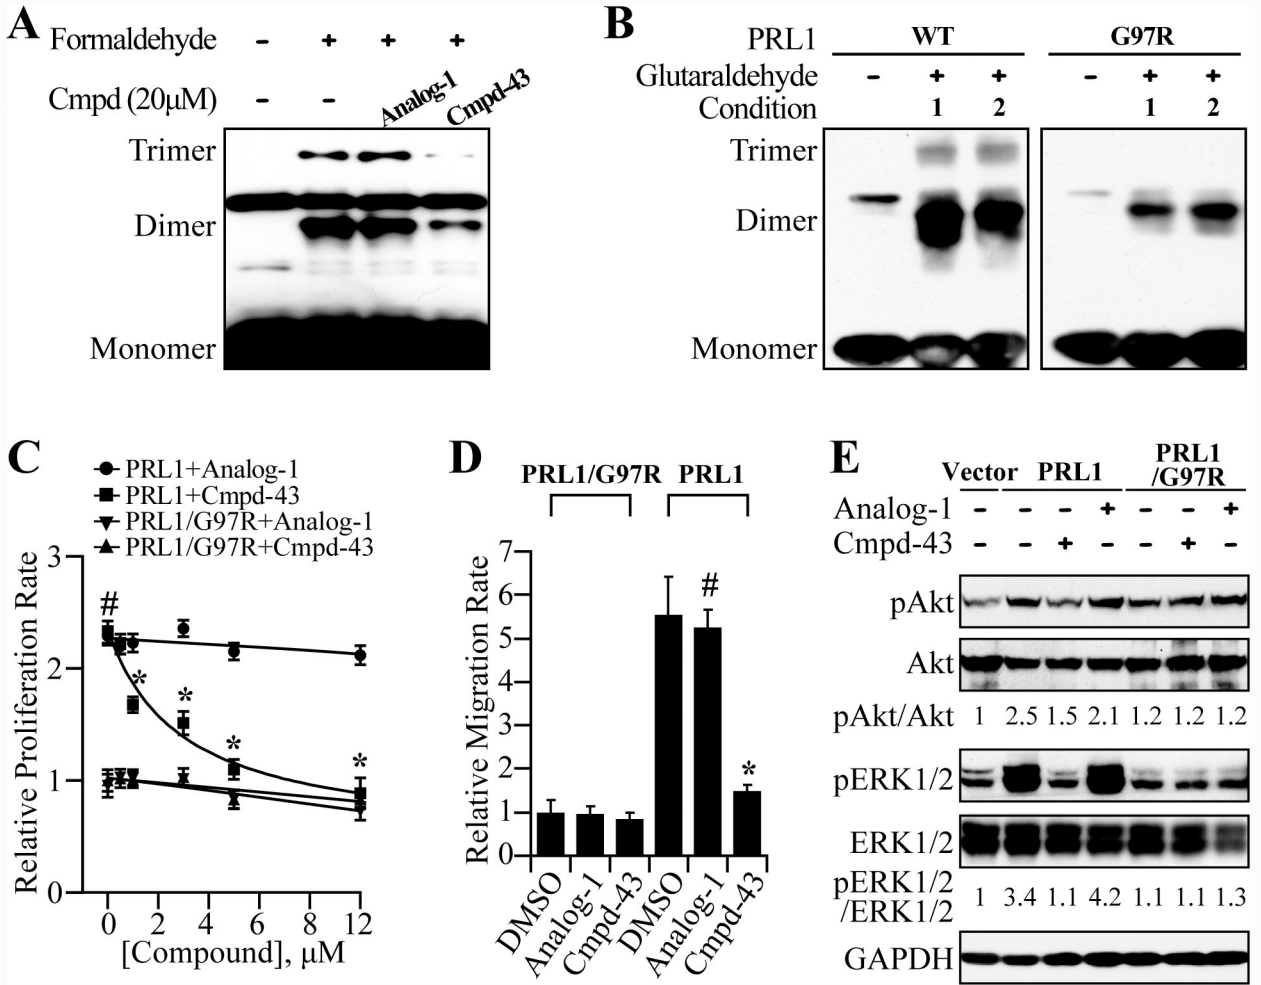 A
Formaldehyde - + + +
Cmpd (20μM) - - Analog-1 Cmpd-43
Trimer
Dimer
Monomer
B
PRL1 WT G97R
Glutaraldehyde - + + - + +
Condition 1 2 1 2
Trimer
Dimer
Monomer
C
PRL1+Analog-1
PRL1+Cmpd-43
PRL1/G97R+Analog-1
PRL1/G97R+Cmpd-43
Relative Proliferation Rate
3
2
1
0
#
*
*
*
*
0 2 4 6 8 10 12
[Compound], μM
D
PRL1/G97R PRL1
Relative Migration Rate
7
6
5
4
3
2
1
0
#
*
DMSO Analog-1 Cmpd-43 DMSO Analog-1 Cmpd-43
E
Vector PRL1 PRL1
/G97R
Analog-1 - - - + - - +
Cmpd-43 - - + - - + -
pAkt
Akt
pAkt/Akt 1 2.5 1.5 2.1 1.2 1.2 1.2
pERK1/2
ERK1/2
pERK1/2
/ERK1/2 1 3.4 1.1 4.2 1.1 1.1 1.3
GAPDH